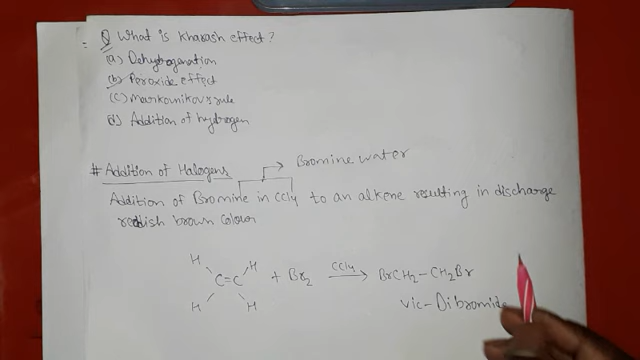 Q What is Kharash effect?
(a) Dehydrogenation
(b) Peroxide effect
(c) Markovnikov's rule
(d) Addition of hydrogen
# Addition of Halogens → Bromine water
Addition of Bromine in CCl4 to an alkene resulting in discharge
reddish brown colour
H H
C=C + Br2 CCl4 → BrCH2-CH2Br
H H
Vic-Dibromide